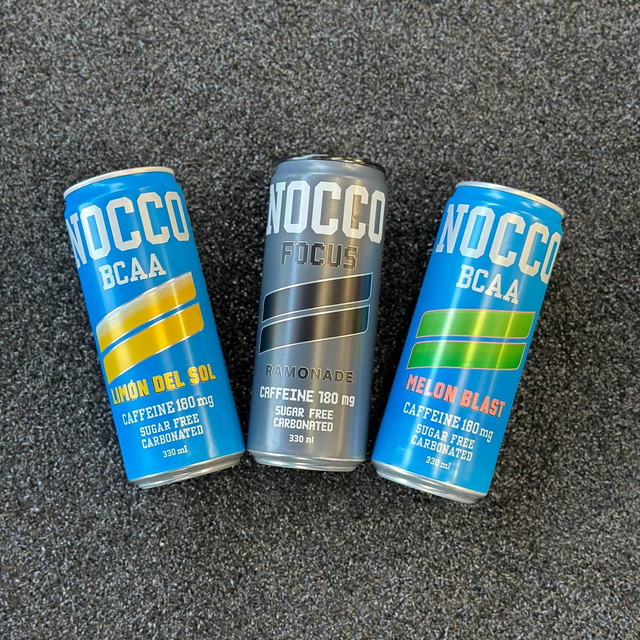 NOCCO
BCAA
LIMÓN DEL SOL
CAFFEINE 180 mg
SUGAR FREE
CARBONATED
330 ml
NOCCO
FOCUS
RAMONADE
CAFFEINE 180 mg
SUGAR FREE
CARBONATED
330 ml
NOCCO
BCAA
MELON BLAST
CAFFEINE 180 mg
SUGAR FREE
CARBONATED
330 ml